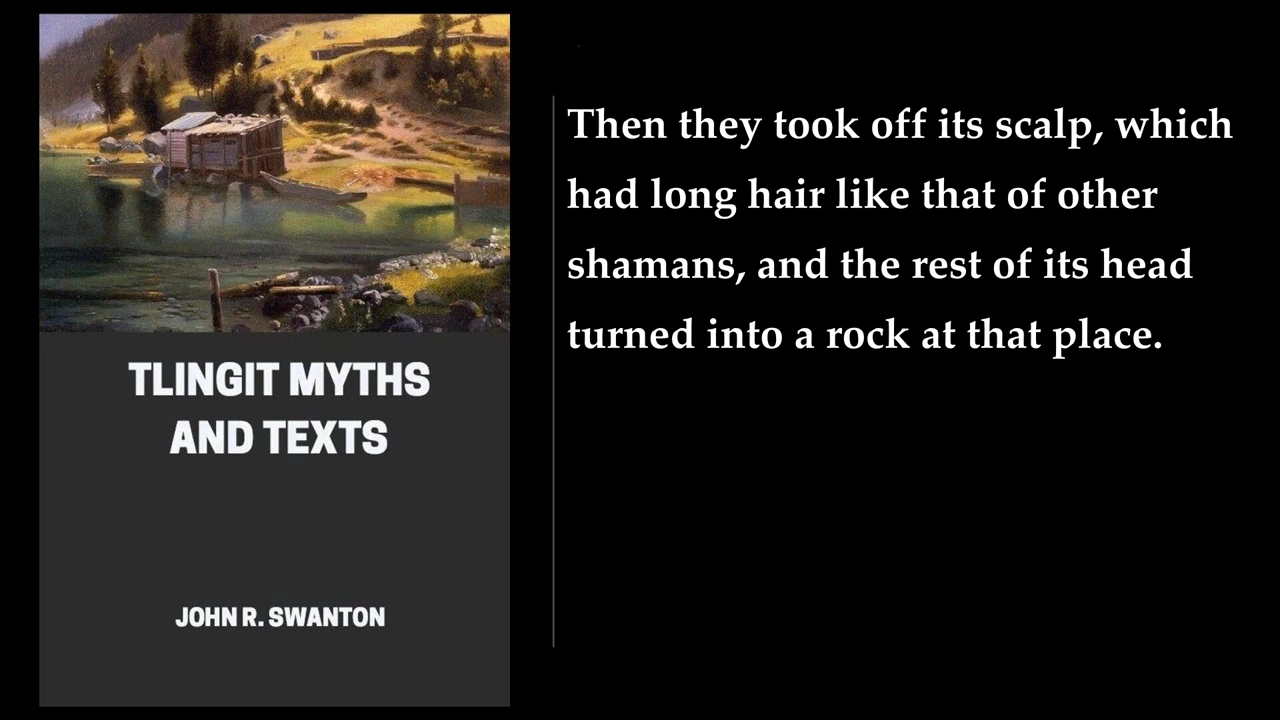 TLINGIT MYTHS
AND TEXTS
JOHN R. SWANTON
Then they took off its scalp, which
had long hair like that of other
shamans, and the rest of its head
turned into a rock at that place.